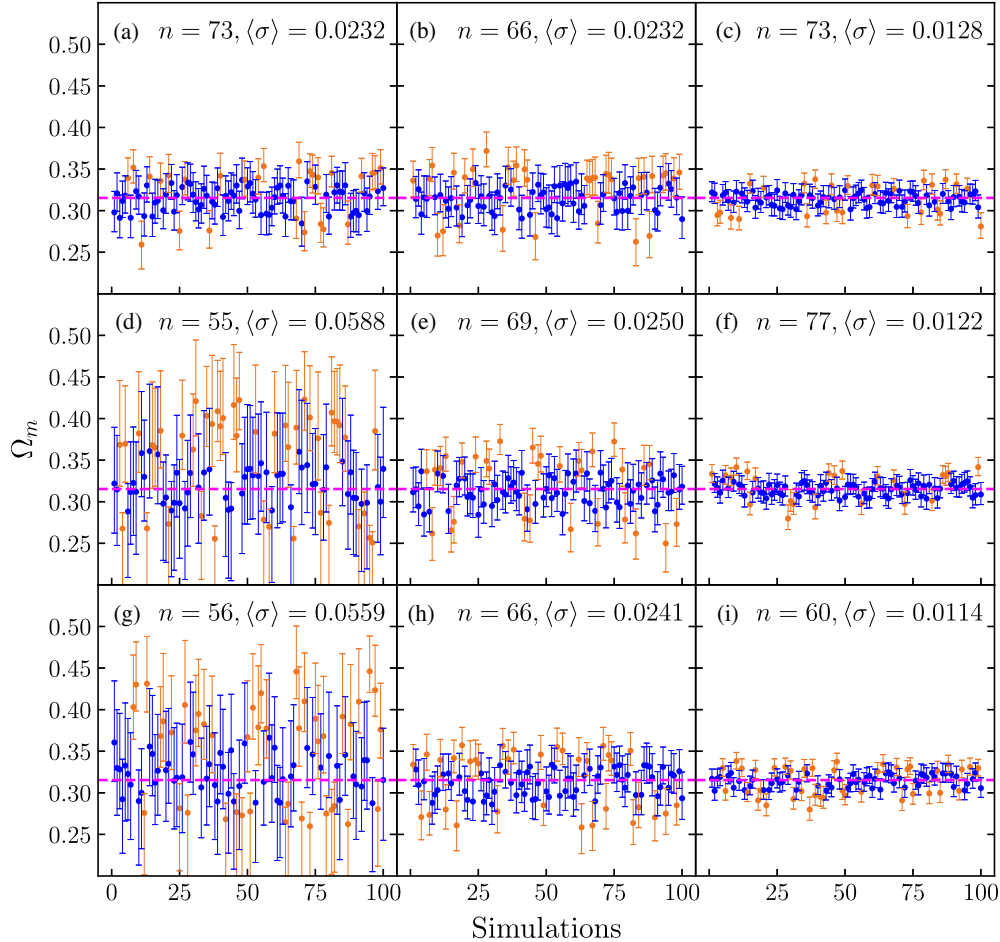 (a) n = 73, ⟨σ⟩ = 0.0232
(b) n = 66, ⟨σ⟩ = 0.0232
(c) n = 73, ⟨σ⟩ = 0.0128
0.50
0.45
0.40
0.35
0.30
0.25
(d) n = 55, ⟨σ⟩ = 0.0588
(e) n = 69, ⟨σ⟩ = 0.0250
(f) n = 77, ⟨σ⟩ = 0.0122
0.50
0.45
0.40
0.35
0.30
0.25
Ωm
(g) n = 56, ⟨σ⟩ = 0.0559
(h) n = 66, ⟨σ⟩ = 0.0241
(i) n = 60, ⟨σ⟩ = 0.0114
0.50
0.45
0.40
0.35
0.30
0.25
0 25 50 75 100
0 25 50 75 100
0 25 50 75 100
Simulations